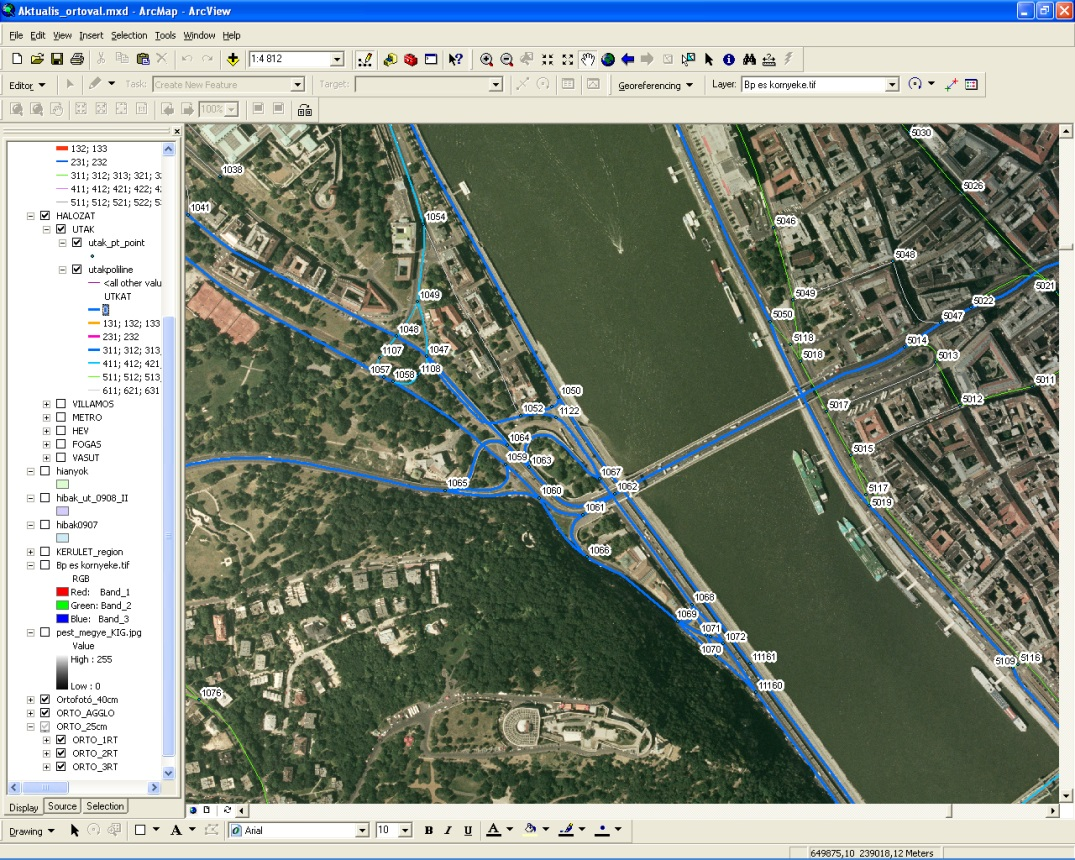 Aktualis_ortoval.mxd - ArcMap - ArcView
File Edit View Insert Selection Tools Window Help
1:4 812
Editor Task: Create New Feature Target: Georeferencing Layer: Bp es kornyeke.tif
100%
132; 133
231; 232
311; 312; 313; 321; 3
411; 412; 421; 422; 4
511; 512; 521; 522; 5
HALOZAT
UTAK
utak_pt_point
utakpoliline
<all other valu
UTKAT
0
131; 132; 133
231; 232
311; 312; 313
411; 412; 421
511; 512; 513
611; 621; 631
VILLAMOS
METRO
HEV
FOGAS
VASUT
hianyok
hibak_ut_0908_II
hibak0907
KERULET_region
Bp es kornyeke.tif
RGB
Red: Band_1
Green: Band_2
Blue: Band_3
pest_megye_KIG.jpg
Value
High : 255
Low : 0
Ortofotó_40cm
ORTO_AGGLO
ORTO_25cm
ORTO_1RT
ORTO_2RT
ORTO_3RT
Display Source Selection
5030
1038
5026
1041
1054
5046
5048
5021
1049
5049
5022
5050
5047
1048
5118
5014
1107
1047
5018
5013
1057
1058
1108
5011
1050
5012
1052
1122
5017
1064
5015
1059
1063
1067
1065
1060
1062
5117
5019
1061
1066
1068
1069
1071
1072
1070
11161
5109
5116
11160
1076
Drawing Arial 10 B I U A
649875,10 239018,12 Meters